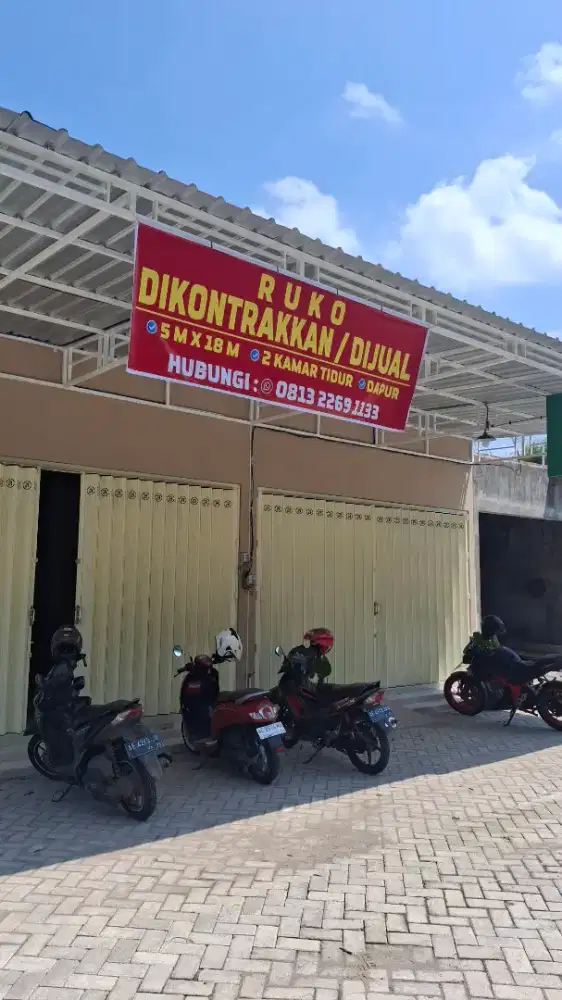 RUKO
DIKONTRAKKAN / DIJUAL
5 M X 18 M 2 KAMAR TIDUR DAPUR
HUBUNGI : 0813 2269 1133